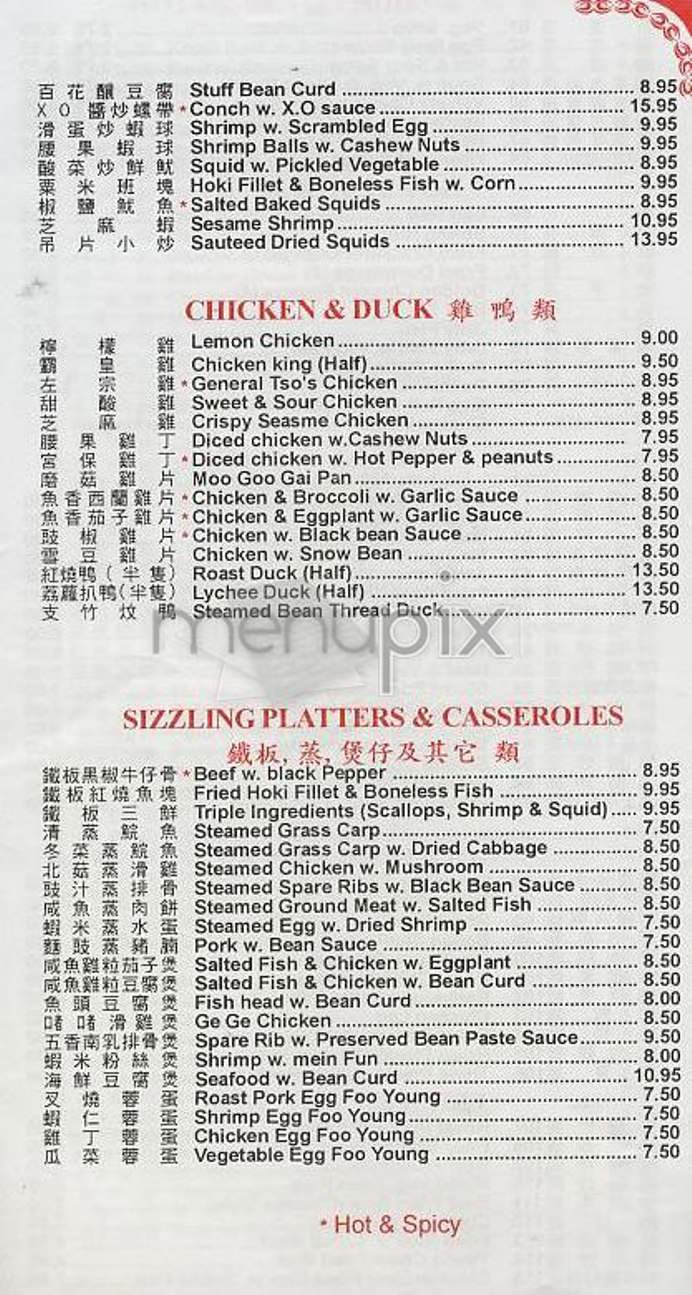 百花釀豆腐 Stuff Bean Curd 8.95
XO醬炒螺帶 * Conch w. X.O sauce 15.95
滑蛋炒蝦球 Shrimp w. Scrambled Egg 9.95
腰果蝦球 Shrimp Balls w. Cashew Nuts 9.95
酸菜炒鮮魷 Squid w. Pickled Vegetable 8.95
粟米班塊 Hoki Fillet & Boneless Fish w. Corn 9.95
椒鹽魷魚 * Salted Baked Squids 8.95
芝麻蝦 Sesame Shrimp 10.95
吊片小炒 Sauteed Dried Squids 13.95
CHICKEN & DUCK 雞鴨類
檸檬雞 Lemon Chicken 9.00
霸皇雞 Chicken king (Half) 9.50
左宗雞 * General Tso's Chicken 8.95
甜酸雞 Sweet & Sour Chicken 8.95
芝麻雞 Crispy Seasme Chicken 8.95
腰果雞丁 Diced chicken w.Cashew Nuts 7.95
宮保雞丁 * Diced chicken w. Hot Pepper & peanuts 7.95
磨菇雞片 Moo Goo Gai Pan 8.50
魚香西蘭雞片 * Chicken & Broccoli w. Garlic Sauce 8.50
魚香茄子雞片 * Chicken & Eggplant w. Garlic Sauce 8.50
豉椒雞片 * Chicken w. Black bean Sauce 8.50
雪豆雞片 Chicken w. Snow Bean 8.50
紅燒鴨(半隻) Roast Duck (Half) 13.50
荔蘿扒鴨(半隻) Lychee Duck (Half) 13.50
支竹炆鴨 Steamed Bean Thread Duck 7.50
menupix
SIZZLING PLATTERS & CASSEROLES
鐵板, 蒸, 煲仔及其它 類
鐵板黑椒牛仔骨 * Beef w. black Pepper 8.95
鐵板紅燒魚塊 Fried Hoki Fillet & Boneless Fish 9.95
鐵板三鮮 Triple Ingredients (Scallops, Shrimp & Squid) 9.95
清蒸鯇魚 Steamed Grass Carp 7.50
冬菜蒸鯇魚 Steamed Grass Carp w. Dried Cabbage 8.50
北菇蒸滑雞 Steamed Chicken w. Mushroom 8.50
豉汁蒸排骨 Steamed Spare Ribs w. Black Bean Sauce 8.50
咸魚蒸肉餅 Steamed Ground Meat w. Salted Fish 8.50
蝦米蒸水蛋 Steamed Egg w. Dried Shrimp 7.50
麵豉蒸豬腩 Pork w. Bean Sauce 7.50
咸魚雞粒茄子煲 Salted Fish & Chicken w. Eggplant 8.50
咸魚雞粒豆腐煲 Salted Fish & Chicken w. Bean Curd 8.50
魚頭豆腐煲 Fish head w. Bean Curd 8.00
啫啫滑雞煲 Ge Ge Chicken 8.50
五香南乳排骨煲 Spare Rib w. Preserved Bean Paste Sauce 9.50
蝦米粉絲煲 Shrimp w. mein Fun 8.00
海鮮豆腐煲 Seafood w. Bean Curd 10.95
叉燒蓉蛋 Roast Pork Egg Foo Young 7.50
蝦仁蓉蛋 Shrimp Egg Foo Young 7.50
雞丁蓉蛋 Chicken Egg Foo Young 7.50
瓜菜蓉蛋 Vegetable Egg Foo Young 7.50
* Hot & Spicy